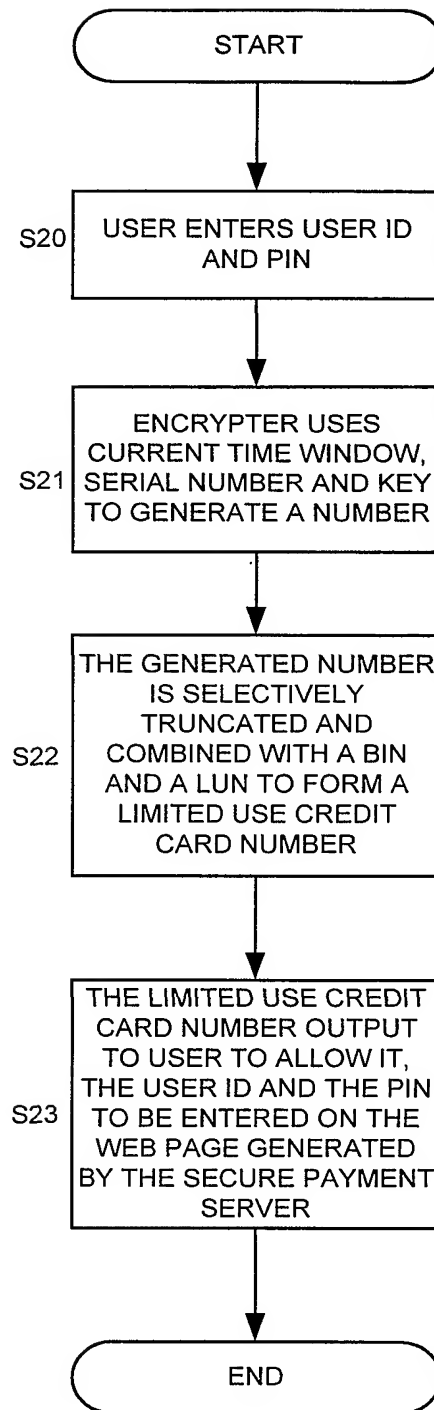 START
S20
USER ENTERS USER ID
AND PIN
S21
ENCRYPTER USES
CURRENT TIME WINDOW,
SERIAL NUMBER AND KEY
TO GENERATE A NUMBER
S22
THE GENERATED NUMBER
IS SELECTIVELY
TRUNCATED AND
COMBINED WITH A BIN
AND A LUN TO FORM A
LIMITED USE CREDIT
CARD NUMBER
S23
THE LIMITED USE CREDIT
CARD NUMBER OUTPUT
TO USER TO ALLOW IT,
THE USER ID AND THE PIN
TO BE ENTERED ON THE
WEB PAGE GENERATED
BY THE SECURE PAYMENT
SERVER
END